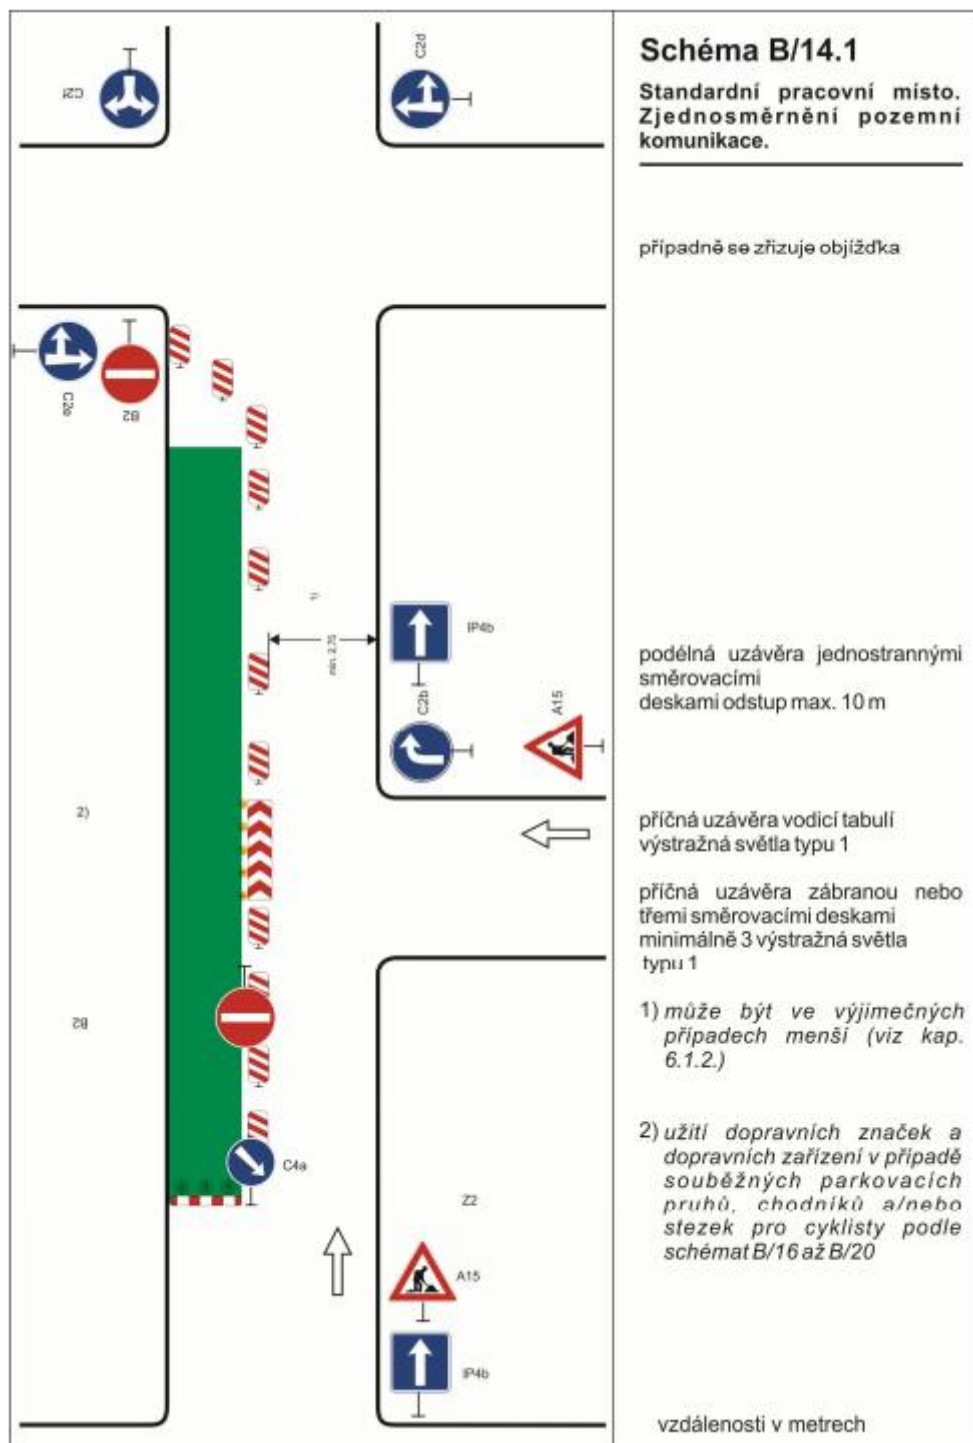 Schéma B/14.1
Standardní pracovní místo.
Zjednosměrnění pozemní
komunikace.
případně se zřizuje objížďka
podélná uzávěra jednostrannými
směrovacími
deskami odstup max. 10 m
příčná uzávěra vodicí tabulí
výstražná světla typu 1
příčná uzávěra zábranou nebo
třemi směrovacími deskami
minimálně 3 výstražná světla
typu 1
1) může být ve výjimečných
případech menší (viz kap.
6.1.2.)
2) užití dopravních značek a
dopravních zařízení v případě
souběžných parkovacích
pruhů, chodníků a/nebo
stezek pro cyklisty podle
schémat B/16 až B/20
vzdálenosti v metrech
C2f
C2d
C2e
B2
1)
min. 2,75
IP4b
C2b
A15
2)
B2
C4a
Z2
A15
IP4b